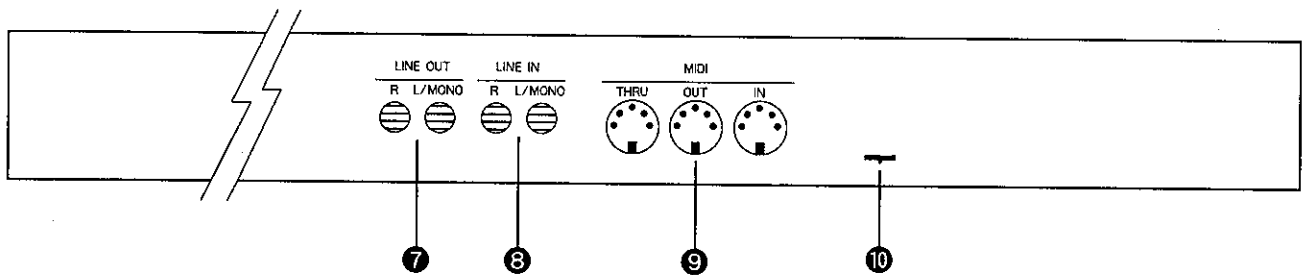 LINE OUT LINE IN MIDI
R L/MONO R L/MONO THRU OUT IN
7 8 9 10